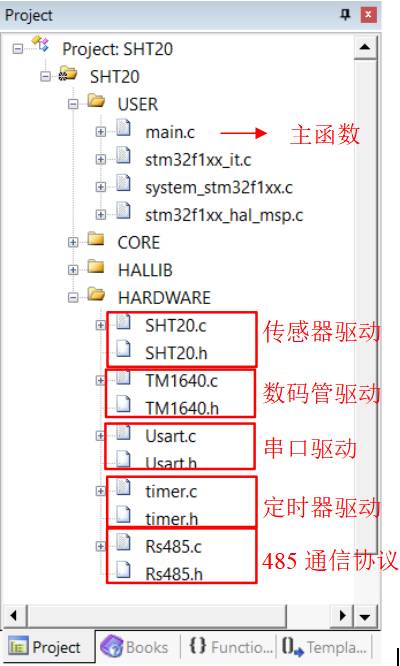 Project
Project: SHT20
SHT20
USER
main.c
主函数
stm32f1xx_it.c
system_stm32f1xx.c
stm32f1xx_hal_msp.c
CORE
HALLIB
HARDWARE
SHT20.c
传感器驱动
SHT20.h
TM1640.c
数码管驱动
TM1640.h
Usart.c
串口驱动
Usart.h
timer.c
定时器驱动
timer.h
Rs485.c
485 通信协议
Rs485.h
Project Books {} Functio... 0 Templa...